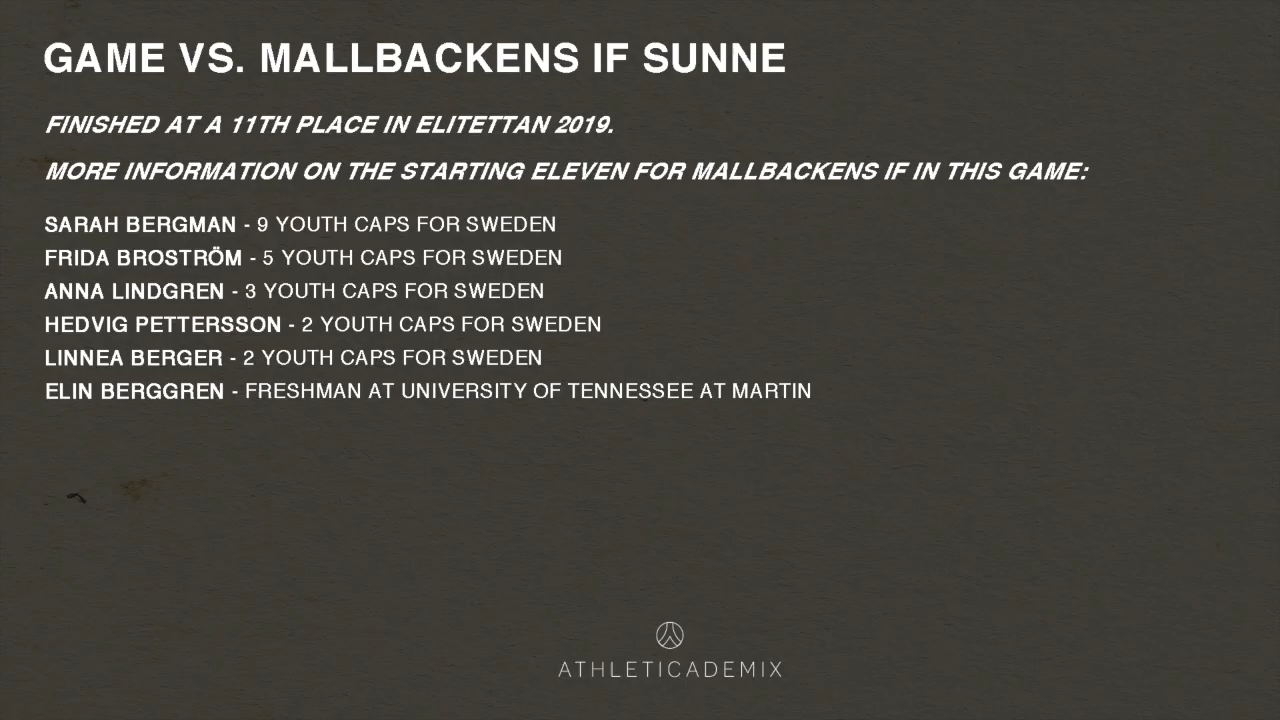 GAME VS. MALLBACKENS IF SUNNE
FINISHED AT A 11TH PLACE IN ELITETTAN 2019.
MORE INFORMATION ON THE STARTING ELEVEN FOR MALLBACKENS IF IN THIS GAME:
SARAH BERGMAN - 9 YOUTH CAPS FOR SWEDEN
FRIDA BROSTRÖM - 5 YOUTH CAPS FOR SWEDEN
ANNA LINDGREN - 3 YOUTH CAPS FOR SWEDEN
HEDVIG PETTERSSON - 2 YOUTH CAPS FOR SWEDEN
LINNEA BERGER - 2 YOUTH CAPS FOR SWEDEN
ELIN BERGGREN - FRESHMAN AT UNIVERSITY OF TENNESSEE AT MARTIN
ATHLETICADEMIX